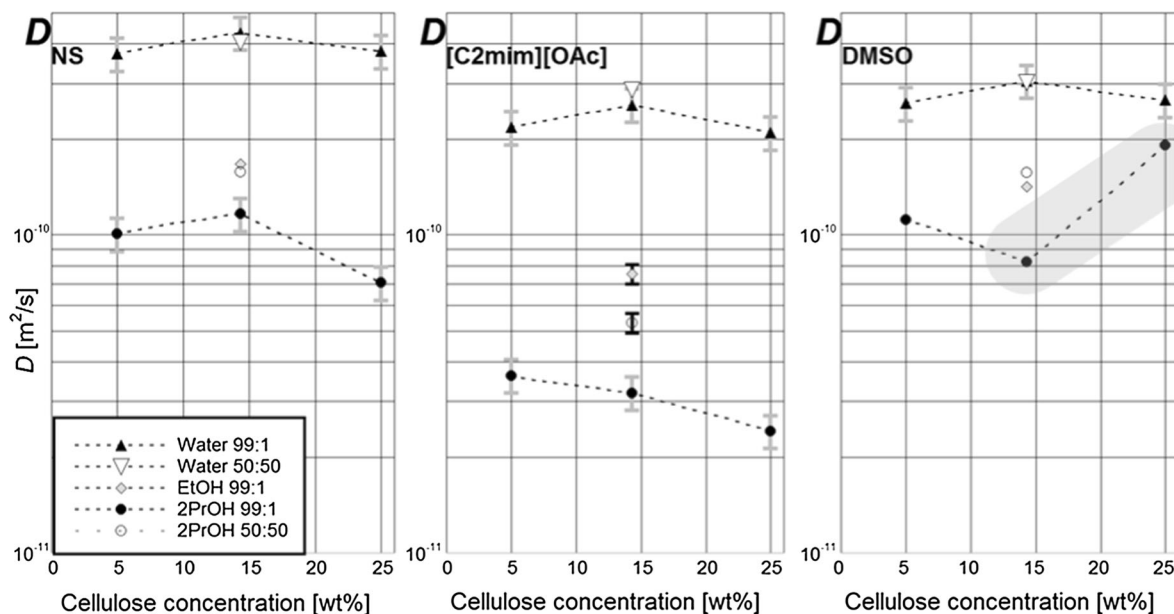 D NS
D [C2mim][OAc]
D DMSO
D [m²/s]
10⁻¹⁰
10⁻¹¹
0 5 10 15 20 25
Cellulose concentration [wt%]
Water 99:1
Water 50:50
EtOH 99:1
2PrOH 99:1
2PrOH 50:50
10⁻¹⁰
10⁻¹¹
0 5 10 15 20 25
Cellulose concentration [wt%]
10⁻¹⁰
10⁻¹¹
0 5 10 15 20 25
Cellulose concentration [wt%]